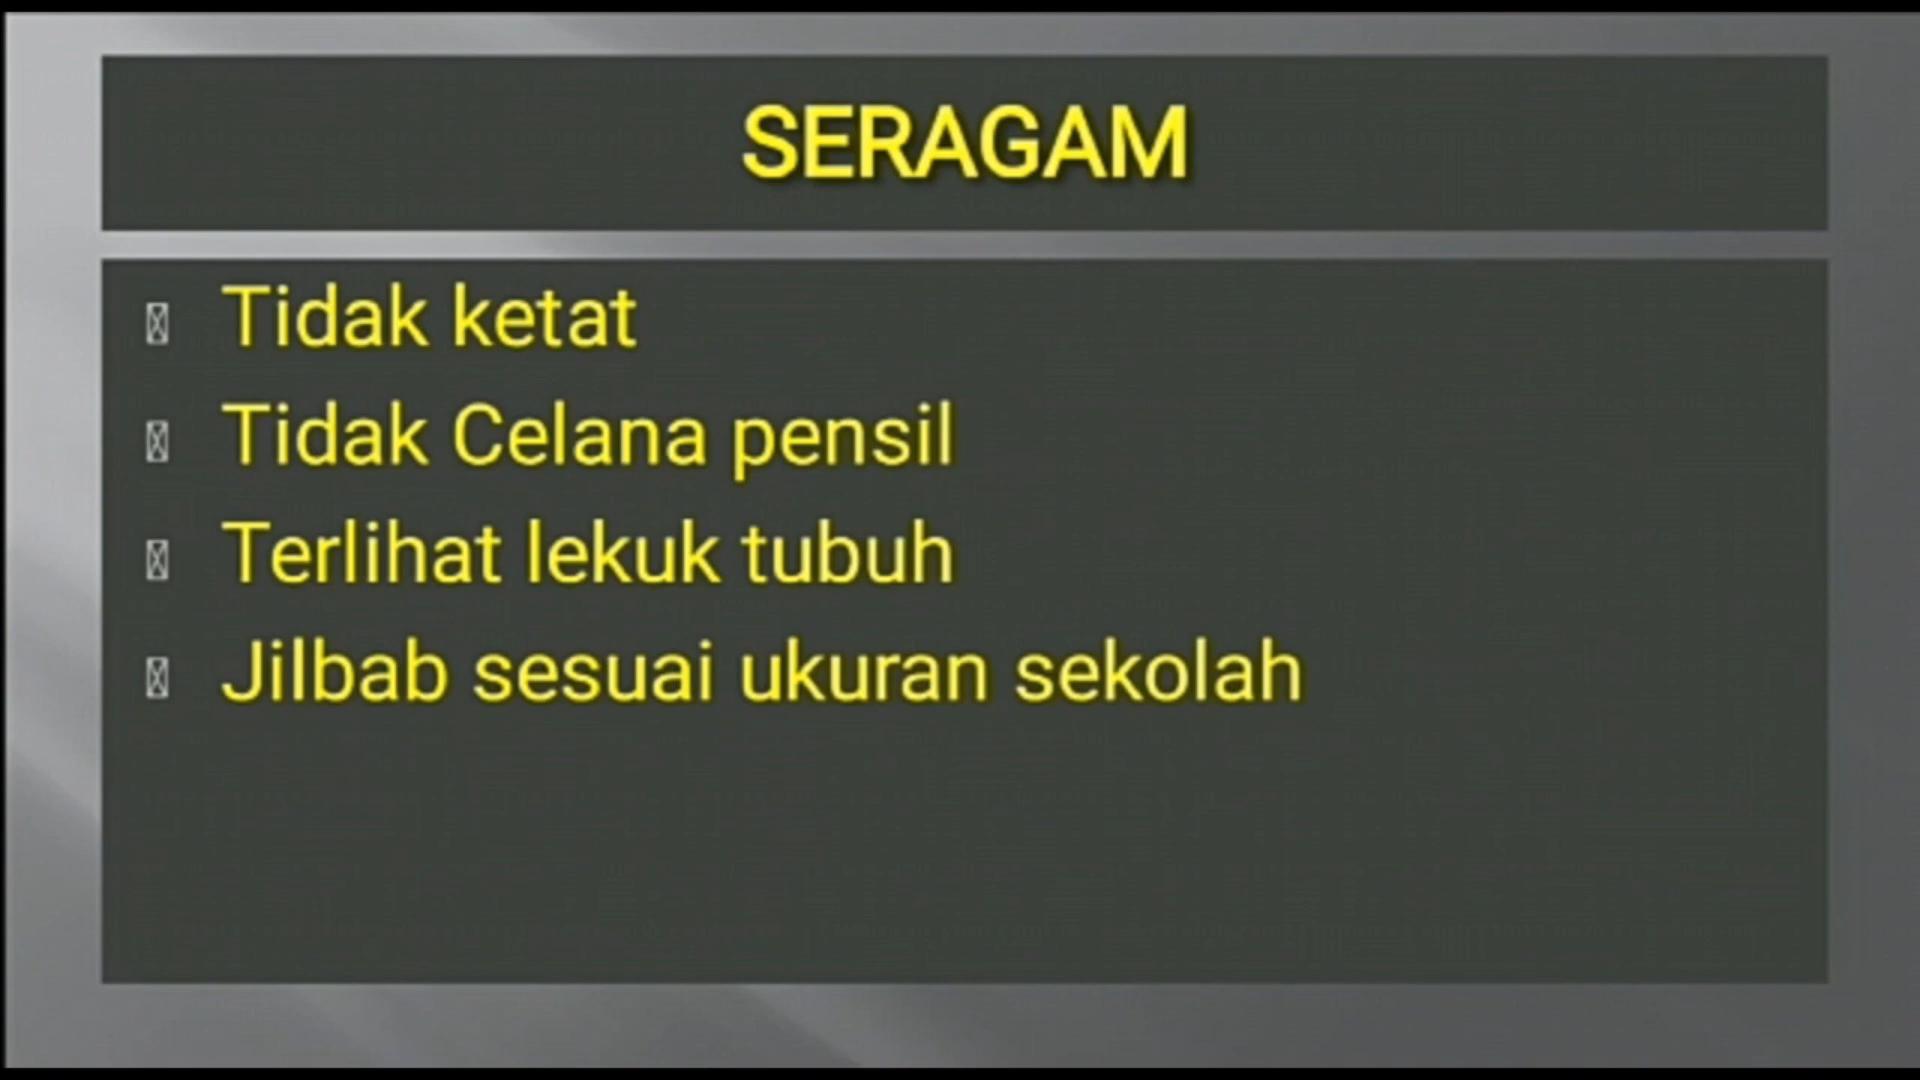 SERAGAM
Tidak ketat
Tidak Celana pensil
Terlihat lekuk tubuh
Jilbab sesuai ukuran sekolah